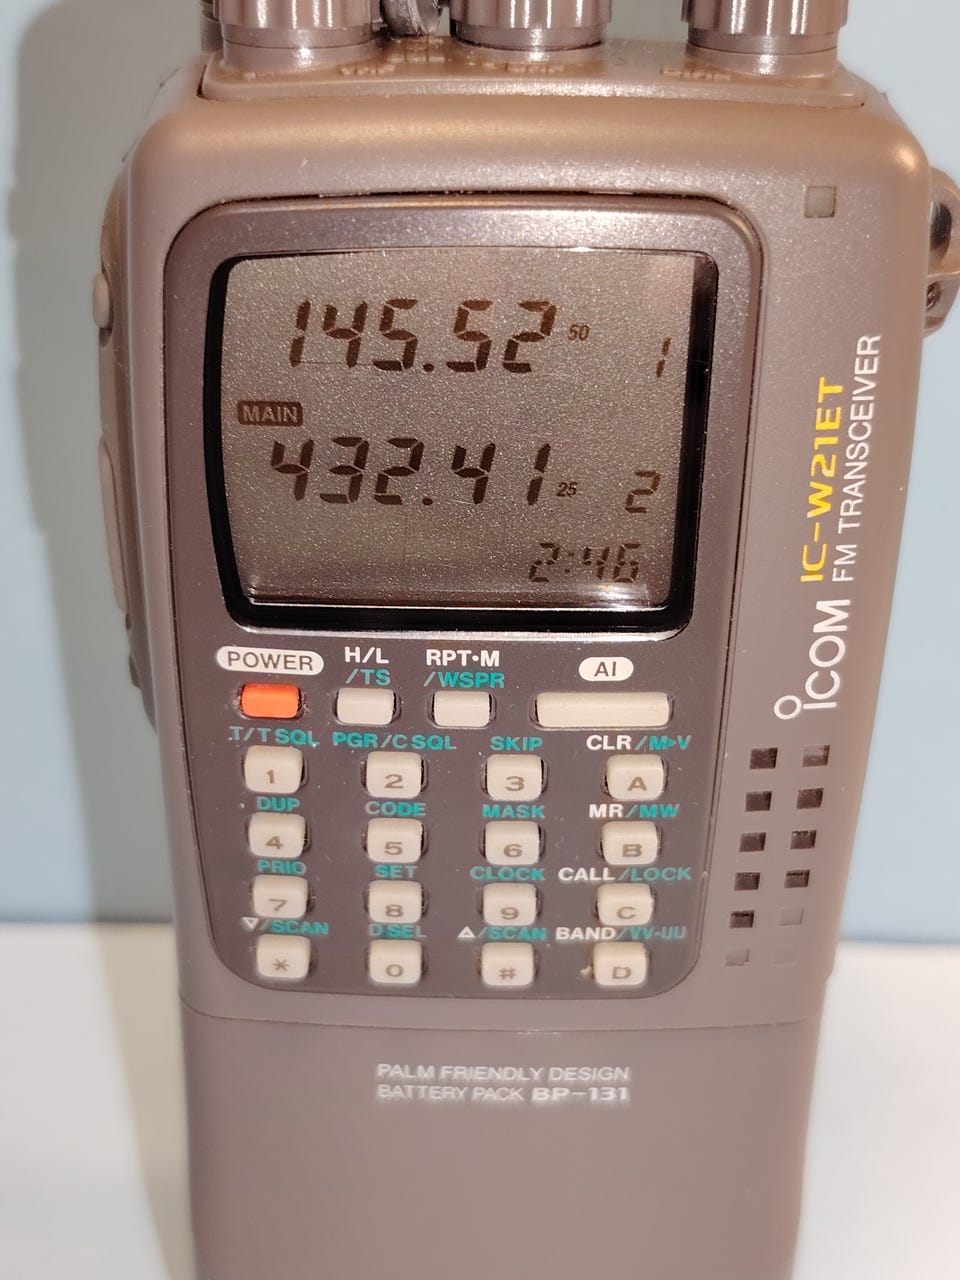 145.52 50 1
MAIN
432.41 25 2
2:46
IC-W21ET
FM TRANSCEIVER
ICOM
POWER H/L RPT•M AI
/TS /WSPR
T/T SQL PGR/C SQL SKIP CLR/M▸V
1 2 3 A
DUP CODE MASK MR/MW
4 5 6 B
PRIO SET CLOCK CALL/LOCK
7 8 9 C
▽/SCAN D SEL △/SCAN BAND/VV-UU
* 0 # D
PALM FRIENDLY DESIGN
BATTERY PACK BP-131